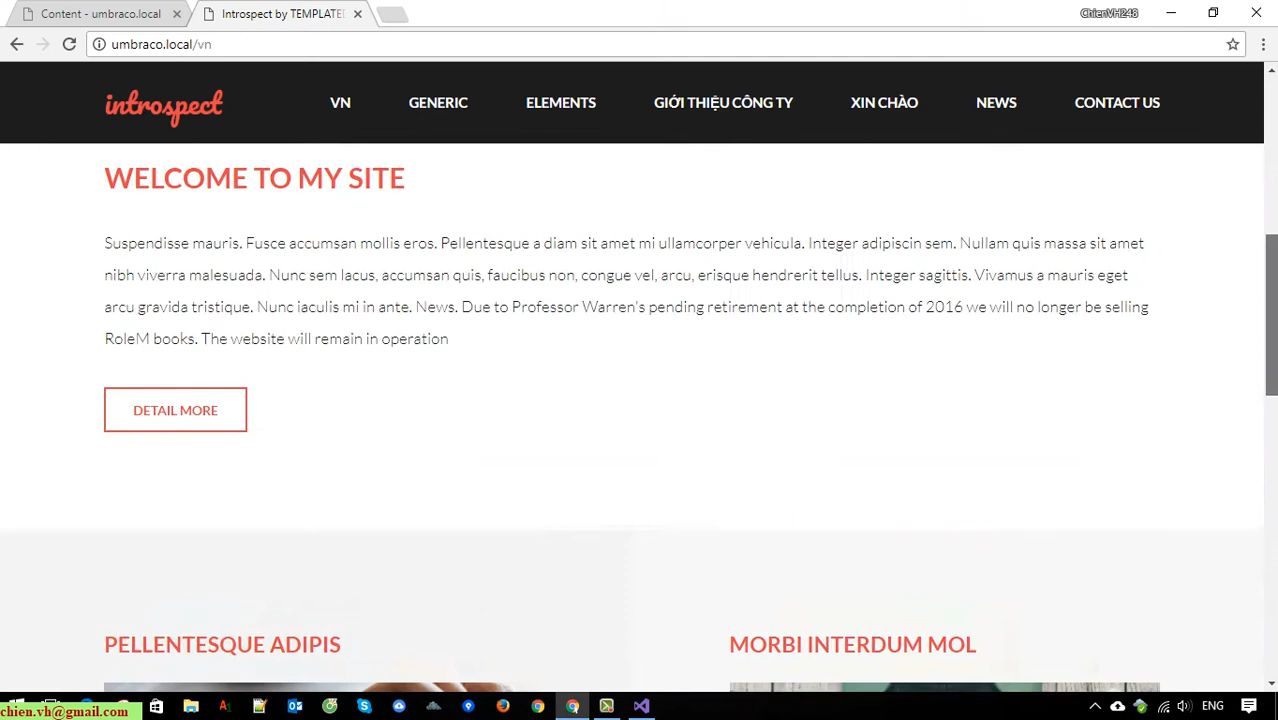 Content - umbraco.local
Introspect by TEMPLATE
ChienVH248
umbraco.local/vn
introspect
VN
GENERIC
ELEMENTS
GIỚI THIỆU CÔNG TY
XIN CHÀO
NEWS
CONTACT US
WELCOME TO MY SITE
Suspendisse mauris. Fusce accumsan mollis eros. Pellentesque a diam sit amet mi ullamcorper vehicula. Integer adipiscin sem. Nullam quis massa sit amet
nibh viverra malesuada. Nunc sem lacus, accumsan quis, faucibus non, congue vel, arcu, erisque hendrerit tellus. Integer sagittis. Vivamus a mauris eget
arcu gravida tristique. Nunc iaculis mi in ante. News. Due to Professor Warren's pending retirement at the completion of 2016 we will no longer be selling
RoleM books. The website will remain in operation
DETAIL MORE
PELLENTESQUE ADIPIS
MORBI INTERDUM MOL
chien.vh@gmail.com
ENG